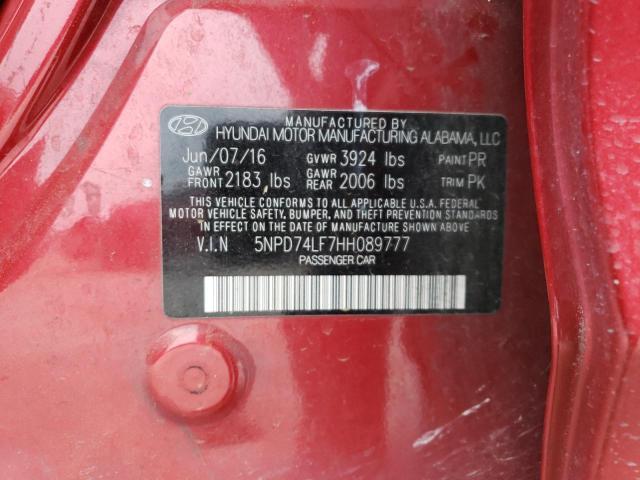 MANUFACTURED BY
HYUNDAI MOTOR MANUFACTURING ALABAMA, LLC
Jun/07/16 GVWR 3924 lbs PAINT PR
GAWR FRONT 2183 lbs GAWR REAR 2006 lbs TRIM PK
THIS VEHICLE CONFORMS TO ALL APPLICABLE U.S.A. FEDERAL
MOTOR VEHICLE SAFETY, BUMPER, AND THEFT PREVENTION
STANDARDS IN EFFECT ON THE DATE OF MANUFACTURE SHOWN ABOVE.
V.I.N 5NPD74LF7HH089777
PASSENGER CAR